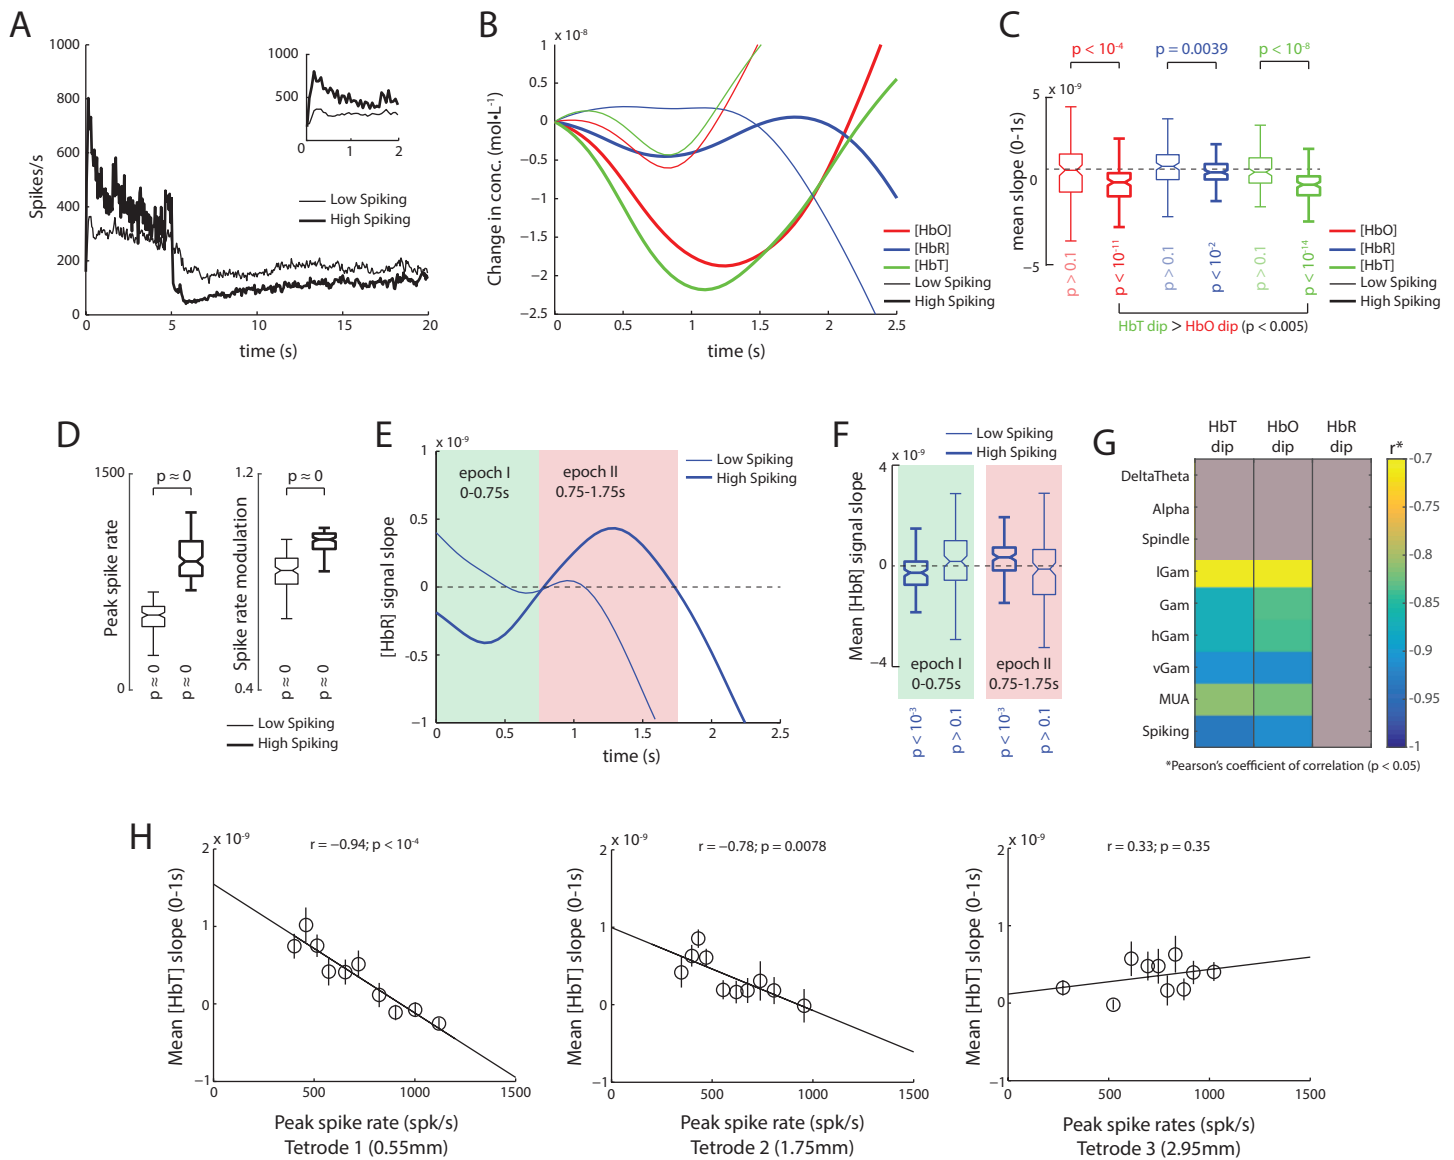 A
1000
800
600
400
200
0
Spikes/s
0
5
10
15
20
time (s)
1000
500
0
1
2
Low Spiking
High Spiking
B
x 10⁻⁸
1
0.5
0
−0.5
−1
−1.5
−2
−2.5
Change in conc. (mol•L⁻¹)
0
0.5
1
1.5
2
2.5
time (s)
[HbO]
[HbR]
[HbT]
Low Spiking
High Spiking
C
p < 10⁻⁴
p = 0.0039
p < 10⁻⁸
x 10⁻⁹
5
0
−5
mean slope (0-1s)
p > 0.1
p < 10⁻¹¹
p > 0.1
p < 10⁻²
p > 0.1
p < 10⁻¹⁴
HbT dip > HbO dip (p < 0.005)
[HbO]
[HbR]
[HbT]
Low Spiking
High Spiking
D
1500
0
Peak spike rate
p ≈ 0
p ≈ 0
p ≈ 0
1.2
0.4
Spike rate modulation
p ≈ 0
p ≈ 0
p ≈ 0
Low Spiking
High Spiking
E
x 10⁻⁹
1
0.5
0
-0.5
−1
[HbR] signal slope
epoch I
0-0.75s
epoch II
0.75-1.75s
Low Spiking
High Spiking
0
0.5
1
1.5
2
2.5
time (s)
F
Low Spiking
High Spiking
x 10⁻⁹
4
0
−4
Mean [HbR] signal slope
epoch I
0-0.75s
epoch II
0.75-1.75s
p < 10⁻³
p > 0.1
p < 10⁻³
p > 0.1
G
HbT
dip
HbO
dip
HbR
dip
r*
DeltaTheta
Alpha
Spindle
lGam
Gam
hGam
vGam
MUA
Spiking
-0.7
-0.75
-0.8
-0.85
-0.9
-0.95
-1
*Pearson's coefficient of correlation (p < 0.05)
H
x 10⁻⁹
r = −0.94; p < 10⁻⁴
2
1
0
−1
Mean [HbT] slope (0-1s)
0
500
1000
1500
Peak spike rate (spk/s)
Tetrode 1 (0.55mm)
x 10⁻⁹
r = −0.78; p = 0.0078
2
1
0
−1
Mean [HbT] slope (0-1s)
0
500
1000
1500
Peak spike rate (spk/s)
Tetrode 2 (1.75mm)
x 10⁻⁹
r = 0.33; p = 0.35
2
1
0
−1
Mean [HbT] slope (0-1s)
0
500
1000
1500
Peak spike rates (spk/s)
Tetrode 3 (2.95mm)